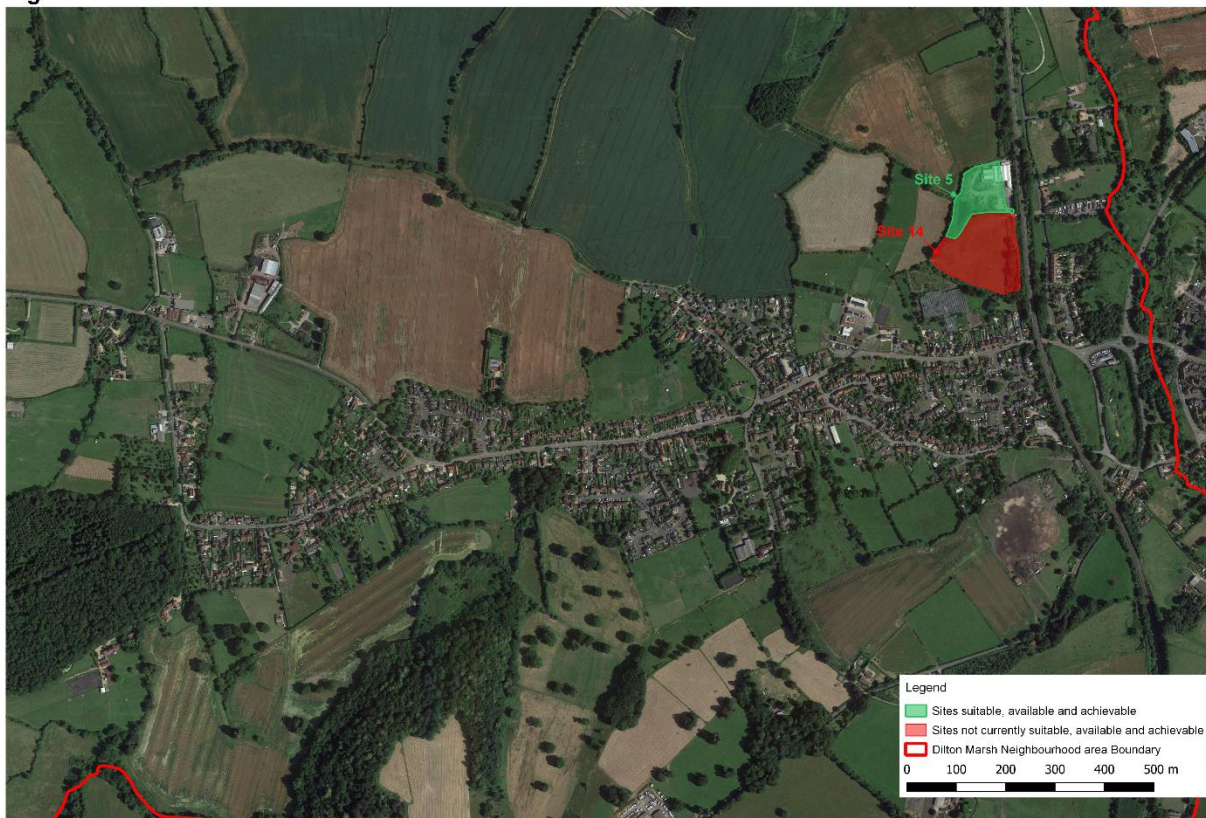 Site 5
Site 14
Legend
Sites suitable, available and achievable
Sites not currently suitable, available and achievable
Dilton Marsh Neighbourhood area Boundary
0 100 200 300 400 500 m